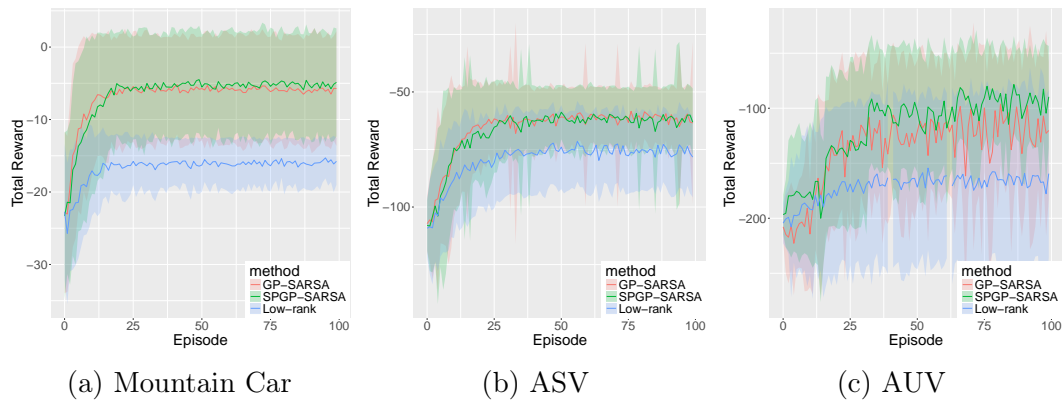 0
−10
−20
−30
Total Reward
0
25
50
75
100
Episode
method
GP−SARSA
SPGP−SARSA
Low−rank
(a) Mountain Car
−50
−100
Total Reward
0
25
50
75
100
Episode
method
GP−SARSA
SPGP−SARSA
Low−rank
(b) ASV
−100
−200
Total Reward
0
25
50
75
100
Episode
method
GP−SARSA
SPGP−SARSA
Low−rank
(c) AUV